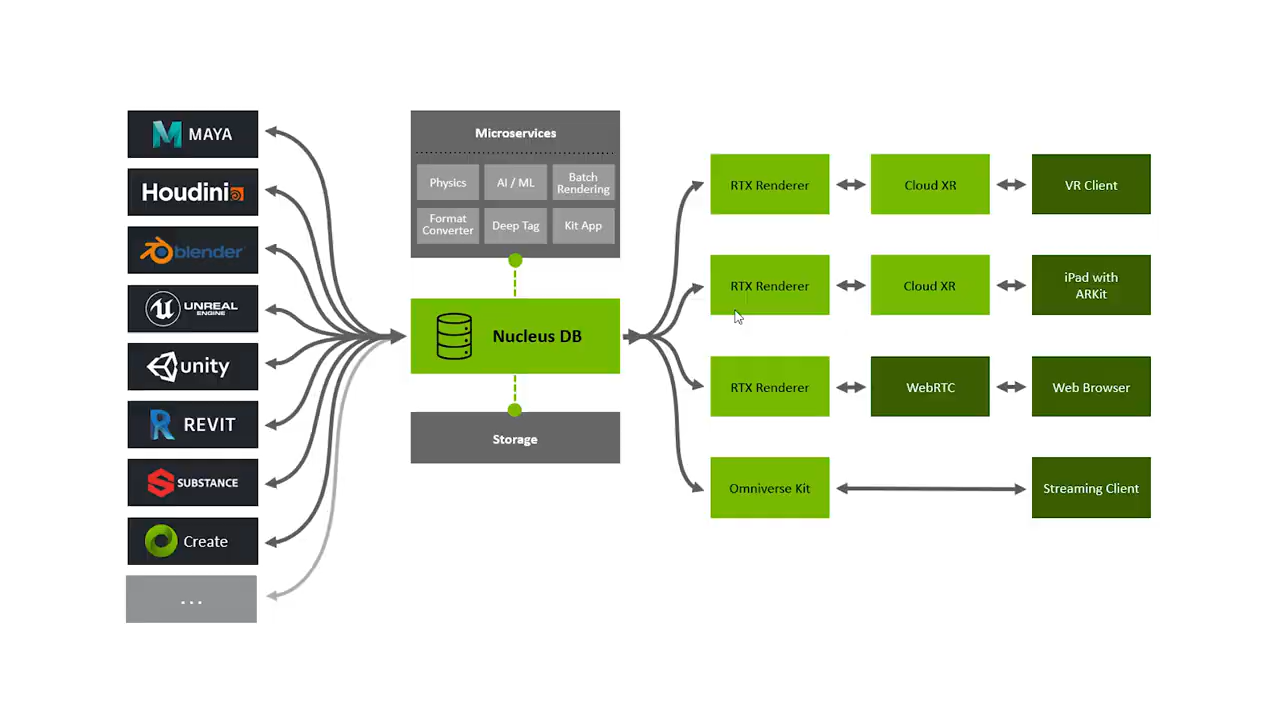 MAYA
Houdini
blender
UNREAL
ENGINE
unity
REVIT
SUBSTANCE
Create
...
Microservices
Physics
AI / ML
Batch
Rendering
Format
Converter
Deep Tag
Kit App
Nucleus DB
Storage
RTX Renderer
Cloud XR
VR Client
RTX Renderer
Cloud XR
iPad with
ARKit
RTX Renderer
WebRTC
Web Browser
Omniverse Kit
Streaming Client